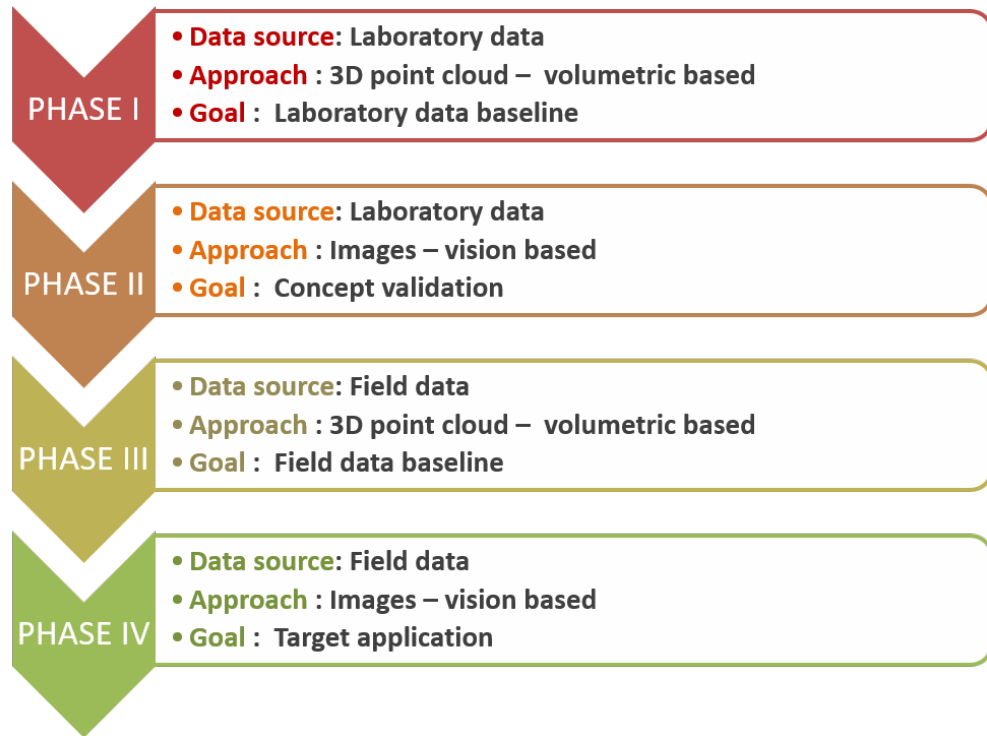 PHASE I
• Data source: Laboratory data
• Approach : 3D point cloud – volumetric based
• Goal : Laboratory data baseline
PHASE II
• Data source: Laboratory data
• Approach : Images – vision based
• Goal : Concept validation
PHASE III
• Data source: Field data
• Approach : 3D point cloud – volumetric based
• Goal : Field data baseline
PHASE IV
• Data source: Field data
• Approach : Images – vision based
• Goal : Target application